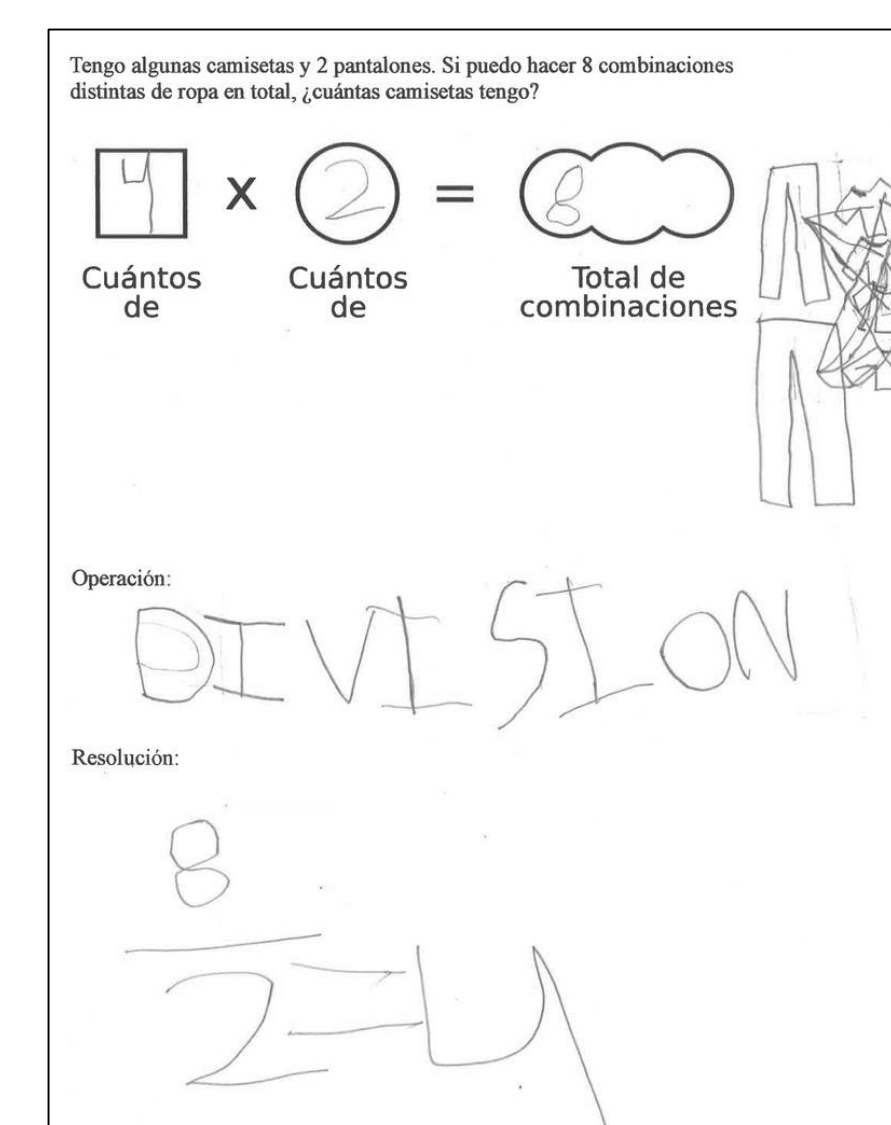 Tengo algunas camisetas y 2 pantalones. Si puedo hacer 8 combinaciones
distintas de ropa en total, ¿cuántas camisetas tengo?
4 x 2 = 8
Cuántos de
Cuántos de
Total de combinaciones
Operación:
DIVISION
Resolución:
8
2 = 4